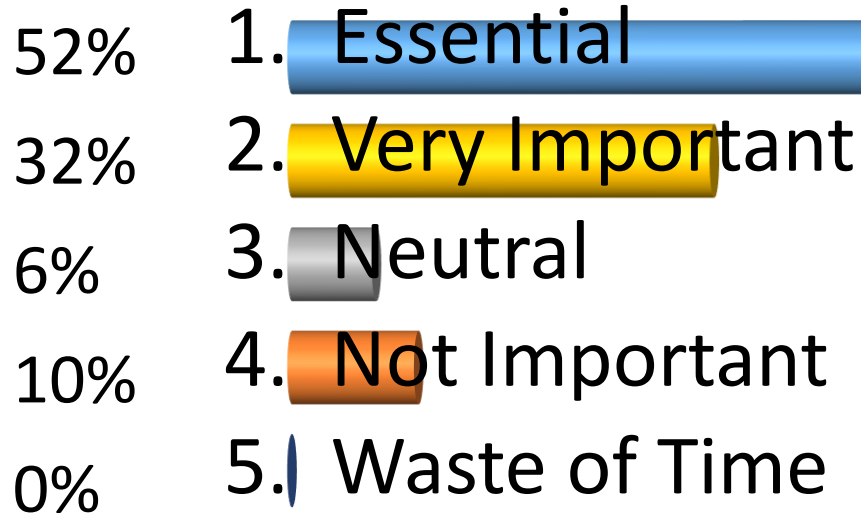 52% 1. Essential
32% 2. Very Important
6% 3. Neutral
10% 4. Not Important
0% 5. Waste of Time